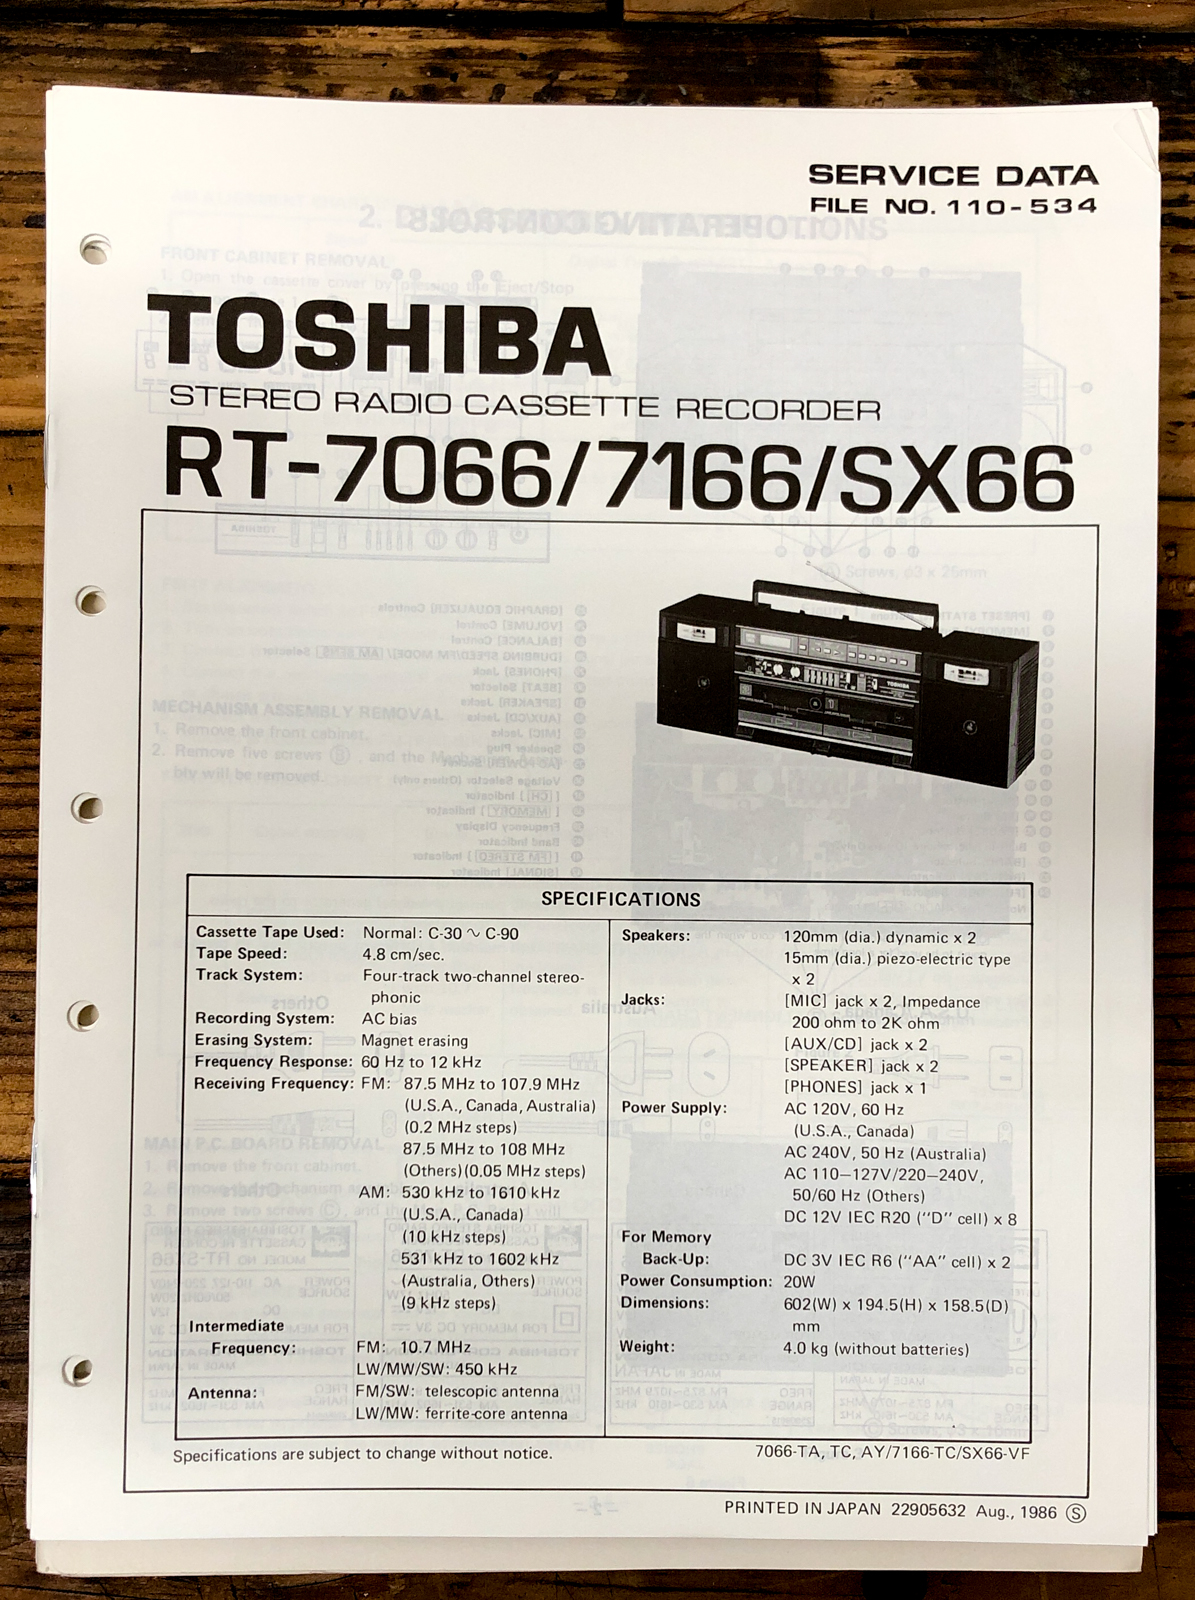 SERVICE DATA
FILE NO. 110-534
TOSHIBA
STEREO RADIO CASSETTE RECORDER
RT-7066/7166/SX66
TOSHIBA
SPECIFICATIONS
Cassette Tape Used: Normal: C-30 ~ C-90
Tape Speed: 4.8 cm/sec.
Track System: Four-track two-channel stereo-
phonic
Recording System: AC bias
Erasing System: Magnet erasing
Frequency Response: 60 Hz to 12 kHz
Receiving Frequency: FM: 87.5 MHz to 107.9 MHz
(U.S.A., Canada, Australia)
(0.2 MHz steps)
87.5 MHz to 108 MHz
(Others) (0.05 MHz steps)
AM: 530 kHz to 1610 kHz
(U.S.A., Canada)
(10 kHz steps)
531 kHz to 1602 kHz
(Australia, Others)
(9 kHz steps)
Intermediate
Frequency: FM: 10.7 MHz
LW/MW/SW: 450 kHz
Antenna: FM/SW: telescopic antenna
LW/MW: ferrite-core antenna
Speakers: 120mm (dia.) dynamic x 2
15mm (dia.) piezo-electric type
x 2
Jacks: [MIC] jack x 2, Impedance
200 ohm to 2K ohm
[AUX/CD] jack x 2
[SPEAKER] jack x 2
[PHONES] jack x 1
Power Supply: AC 120V, 60 Hz
(U.S.A., Canada)
AC 240V, 50 Hz (Australia)
AC 110–127V/220–240V,
50/60 Hz (Others)
DC 12V IEC R20 ("D" cell) x 8
For Memory
Back-Up: DC 3V IEC R6 ("AA" cell) x 2
Power Consumption: 20W
Dimensions: 602(W) x 194.5(H) x 158.5(D)
mm
Weight: 4.0 kg (without batteries)
Specifications are subject to change without notice.
7066-TA, TC, AY/7166-TC/SX66-VF
PRINTED IN JAPAN 22905632 Aug., 1986 Ⓢ